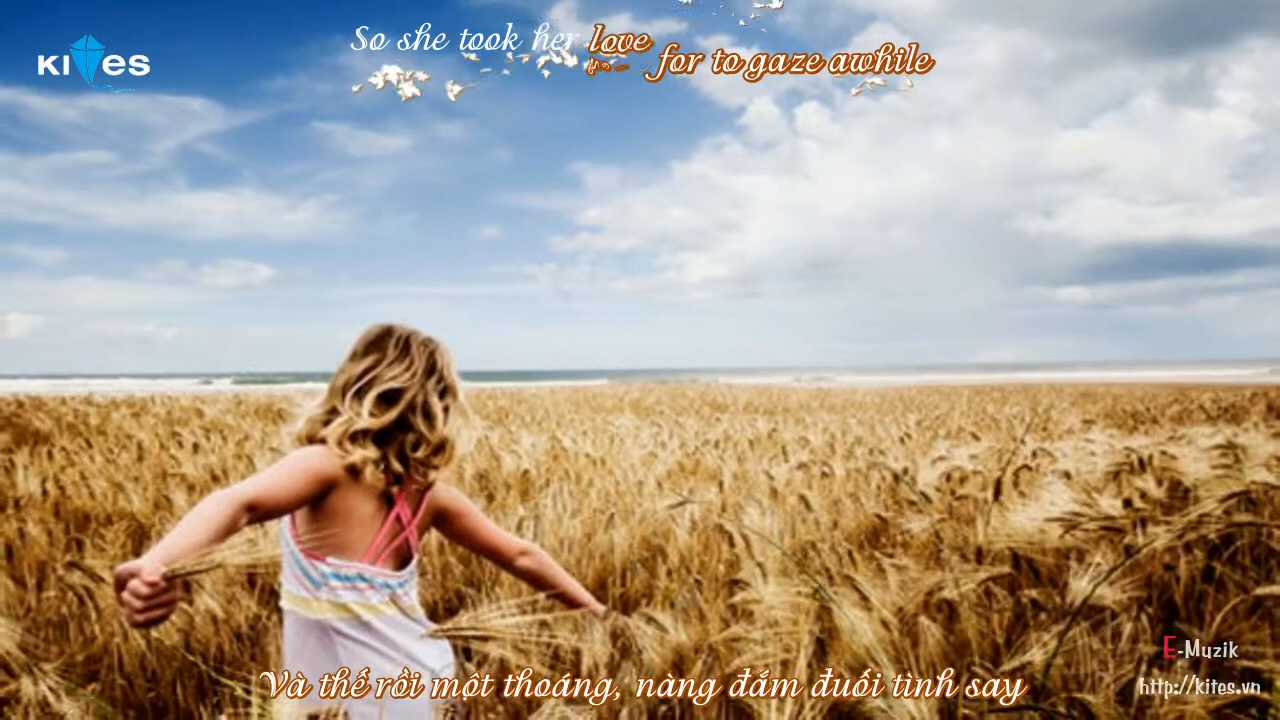 KITES
So she took her love for to gaze awhile
Và thế rồi một thoáng, nàng đắm đuối tình say
E-Muzik
http://kites.vn